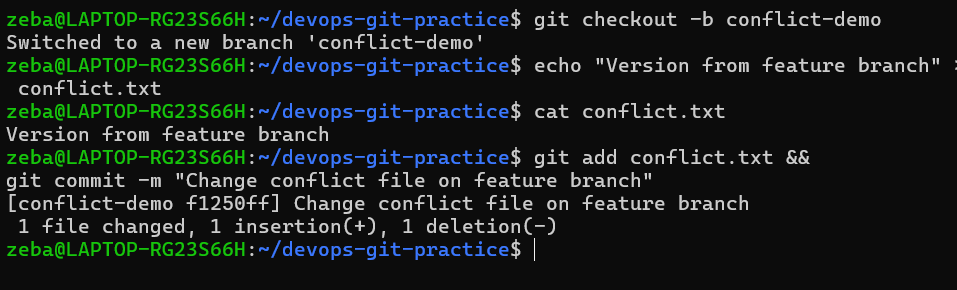 zeba@LAPTOP-RG23S66H:~/devops-git-practice$ git checkout -b conflict-demo
Switched to a new branch 'conflict-demo'
zeba@LAPTOP-RG23S66H:~/devops-git-practice$ echo "Version from feature branch" >
 conflict.txt
zeba@LAPTOP-RG23S66H:~/devops-git-practice$ cat conflict.txt
Version from feature branch
zeba@LAPTOP-RG23S66H:~/devops-git-practice$ git add conflict.txt &&
git commit -m "Change conflict file on feature branch"
[conflict-demo f1250ff] Change conflict file on feature branch
 1 file changed, 1 insertion(+), 1 deletion(-)
zeba@LAPTOP-RG23S66H:~/devops-git-practice$